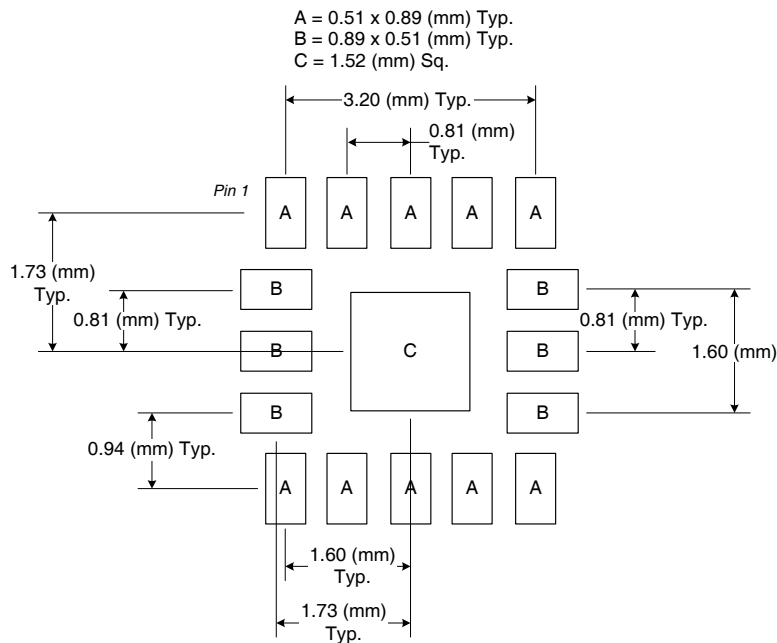 A = 0.51 x 0.89 (mm) Typ.
B = 0.89 x 0.51 (mm) Typ.
C = 1.52 (mm) Sq.
3.20 (mm) Typ.
0.81 (mm)
Typ.
Pin 1
A A A A A
1.73 (mm)
Typ.
B B
0.81 (mm) Typ.
0.81 (mm) Typ.
B C B
1.60 (mm)
B B
0.94 (mm) Typ.
A A A A A
1.60 (mm)
Typ.
1.73 (mm)
Typ.